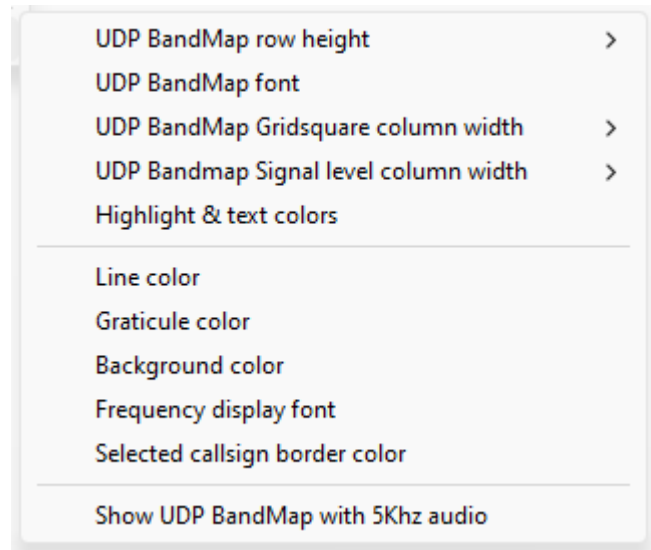 UDP BandMap row height
UDP BandMap font
UDP BandMap Gridsquare column width
UDP Bandmap Signal level column width
Highlight & text colors
Line color
Graticule color
Background color
Frequency display font
Selected callsign border color
Show UDP BandMap with 5Khz audio